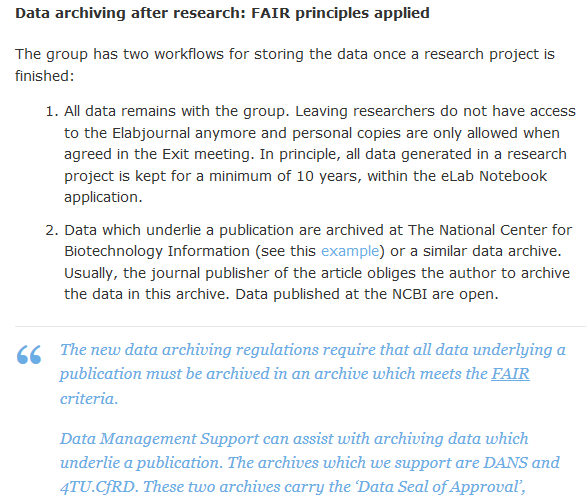 Data archiving after research: FAIR principles applied
The group has two workflows for storing the data once a research project is
finished:
1. All data remains with the group. Leaving researchers do not have access
to the Elabjournal anymore and personal copies are only allowed when
agreed in the Exit meeting. In principle, all data generated in a research
project is kept for a minimum of 10 years, within the eLab Notebook
application.
2. Data which underlie a publication are archived at The National Center for
Biotechnology Information (see this example) or a similar data archive.
Usually, the journal publisher of the article obliges the author to archive
the data in this archive. Data published at the NCBI are open.
“
The new data archiving regulations require that all data underlying a
publication must be archived in an archive which meets the FAIR
criteria.
Data Management Support can assist with archiving data which
underlie a publication. The archives which we support are DANS and
4TU.CfRD. These two archives carry the ‘Data Seal of Approval’,